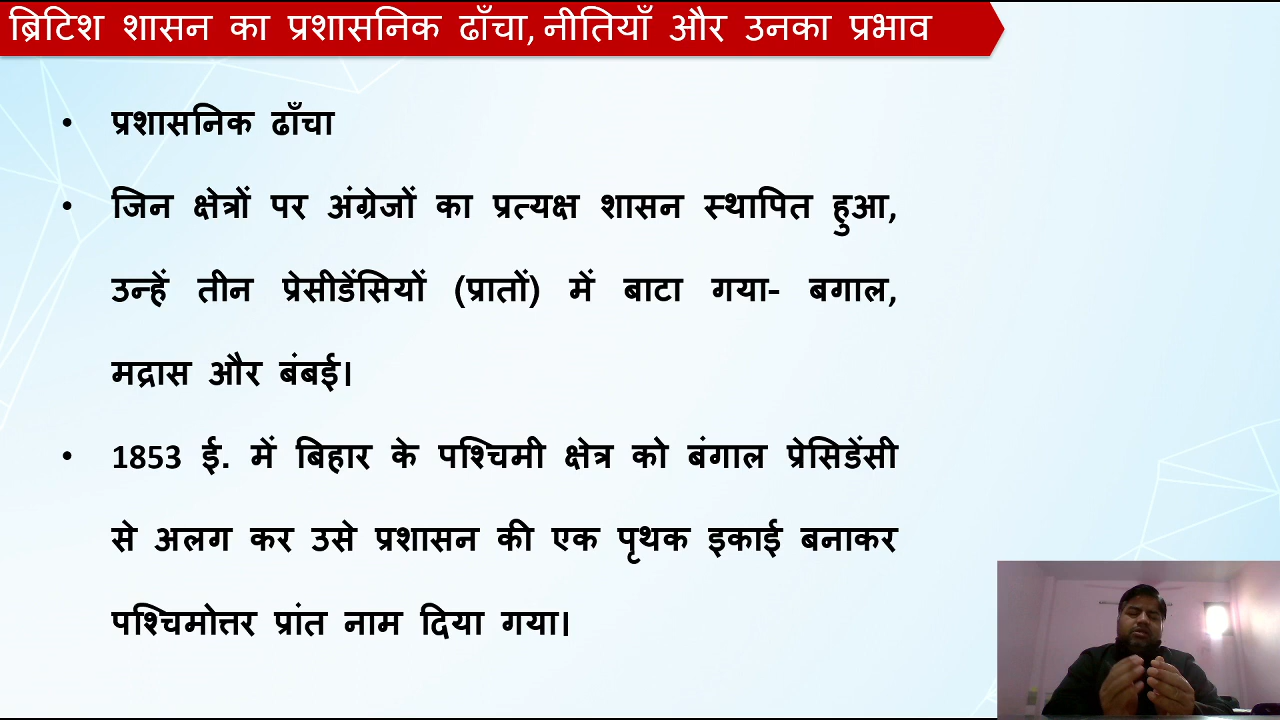 ब्रिटिश शासन का प्रशासनिक ढाँचा, नीतियाँ और उनका प्रभाव
• प्रशासनिक ढाँचा
• जिन क्षेत्रों पर अंग्रेजों का प्रत्यक्ष शासन स्थापित हुआ,
उन्हें तीन प्रेसीडेंसियों (प्रातों) में बाटा गया- बगाल,
मद्रास और बंबई।
• 1853 ई. में बिहार के पश्चिमी क्षेत्र को बंगाल प्रेसिडेंसी
से अलग कर उसे प्रशासन की एक पृथक इकाई बनाकर
पश्चिमोत्तर प्रांत नाम दिया गया।